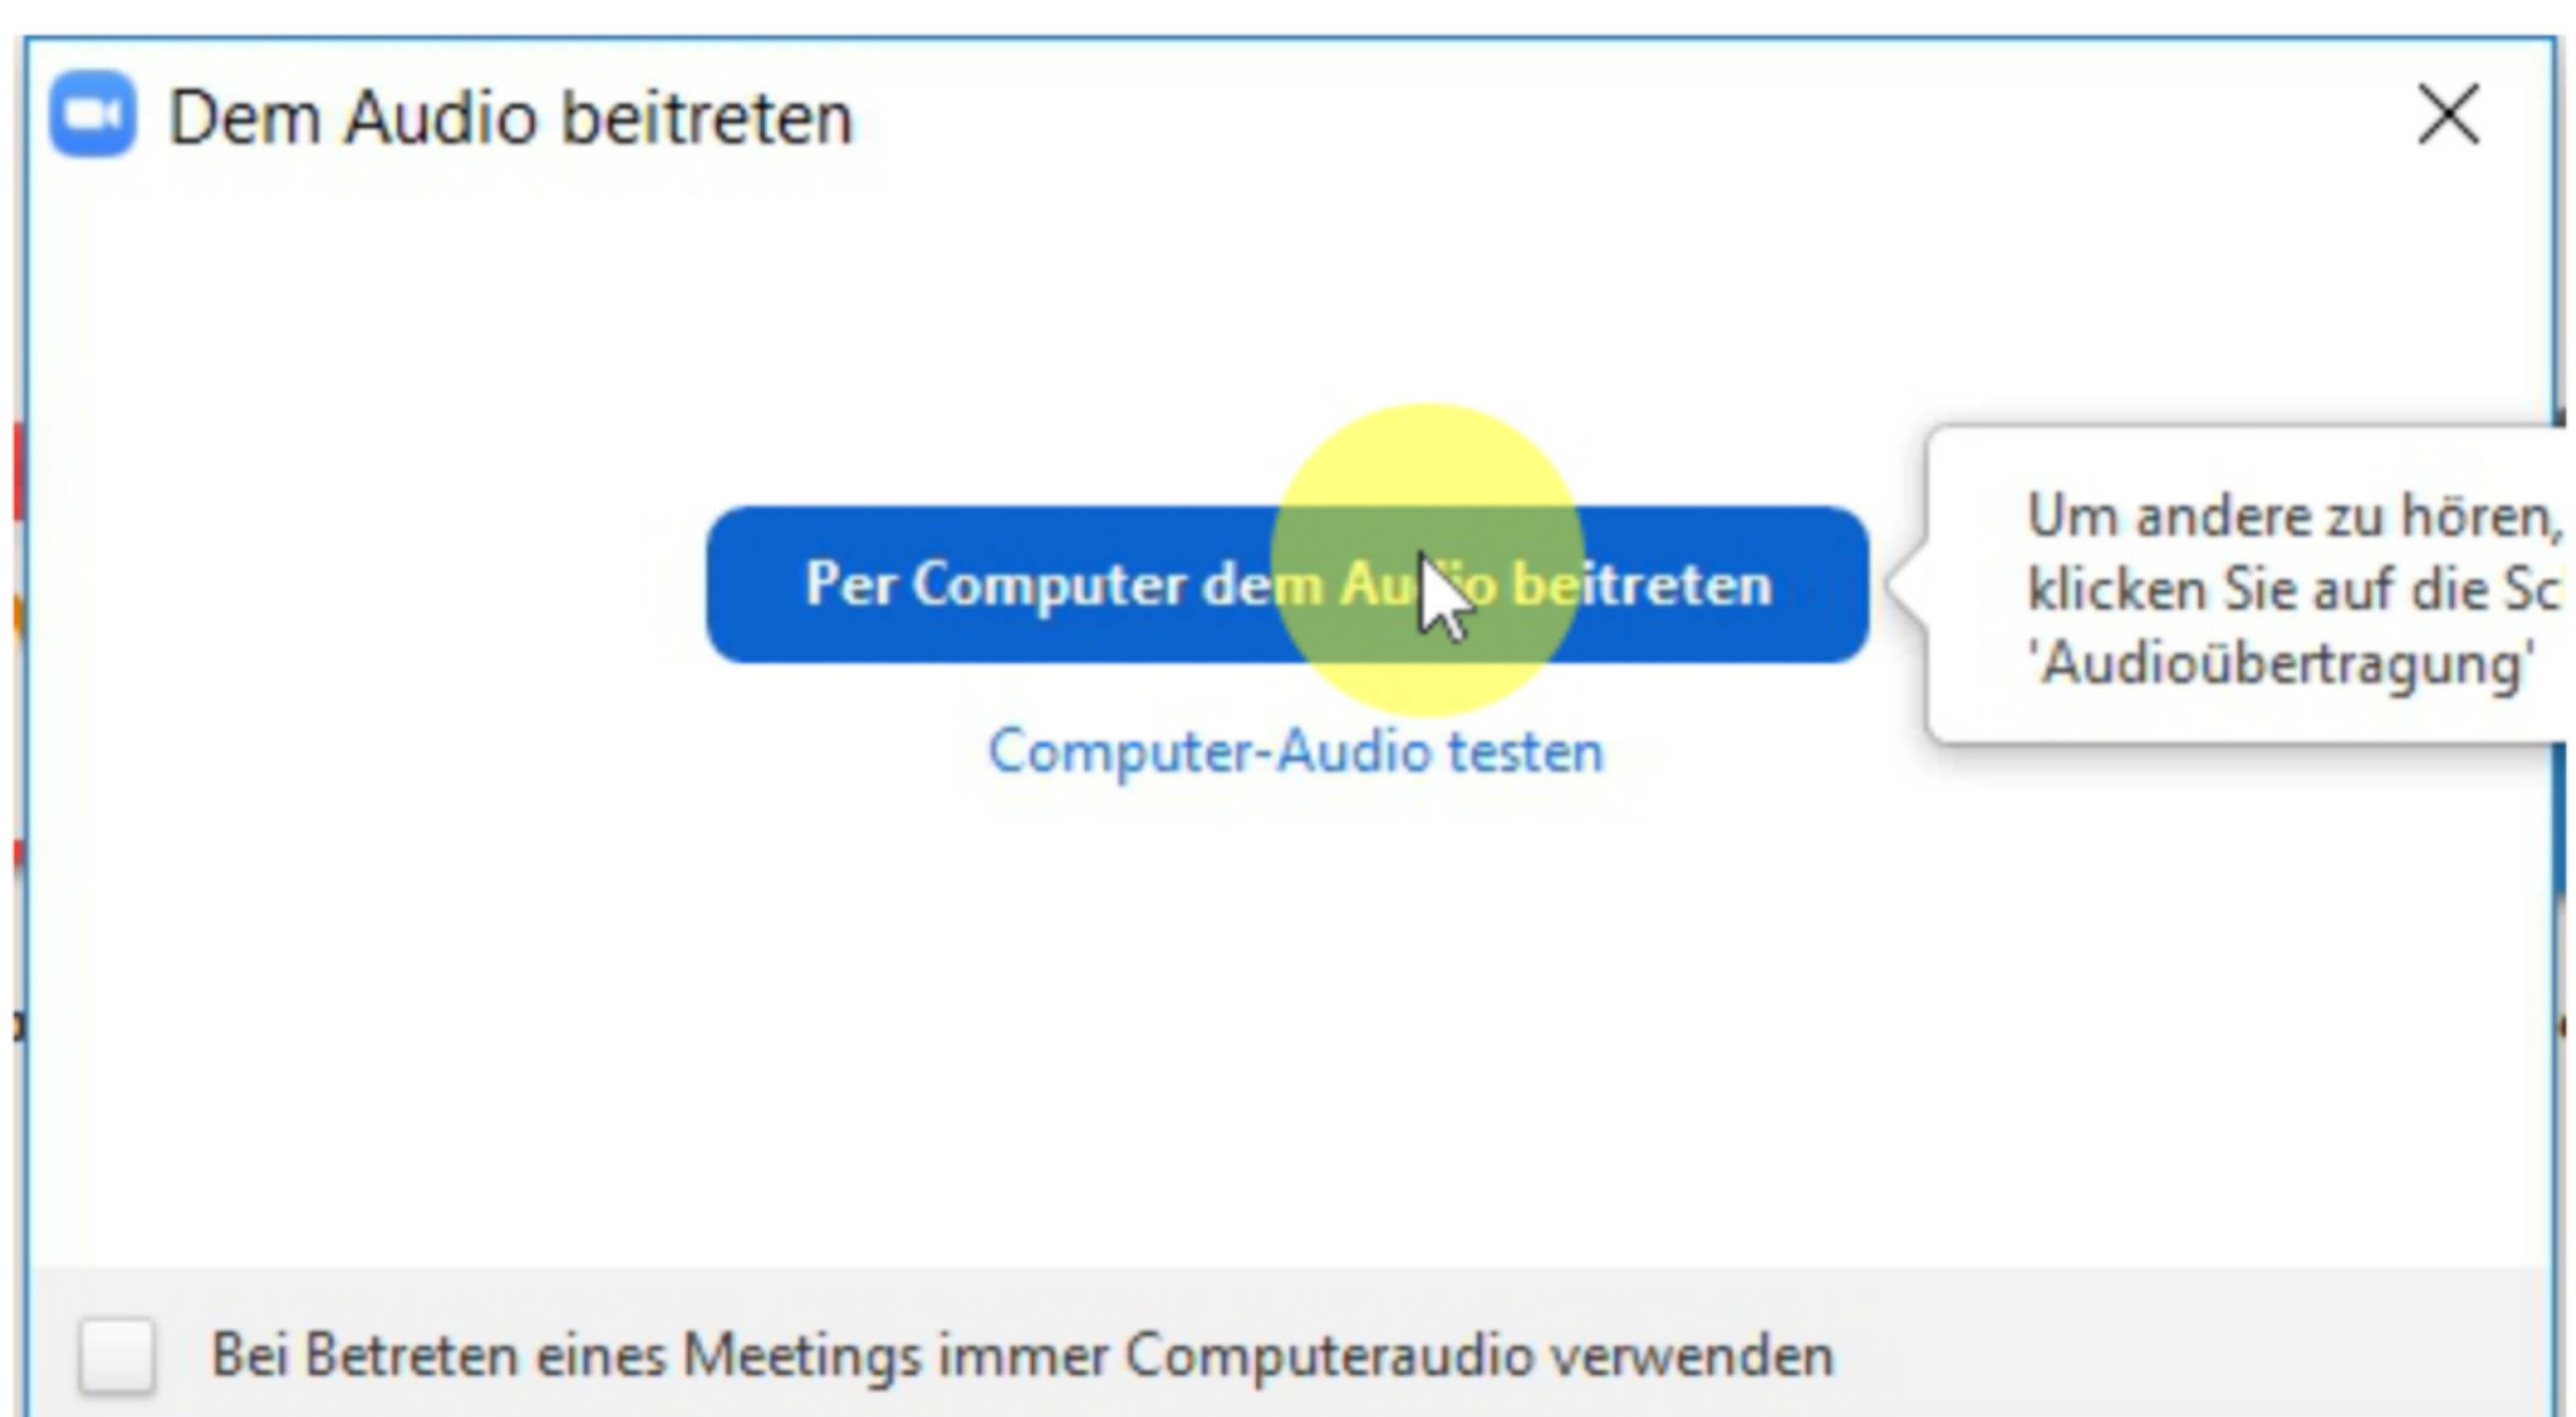 Dem Audio beitreten
Per Computer dem Audio beitreten
Um andere zu hören,
klicken Sie auf die
'Audioübertragung'
Computer-Audio testen
Bei Betreten eines Meetings immer Computeraudio verwenden